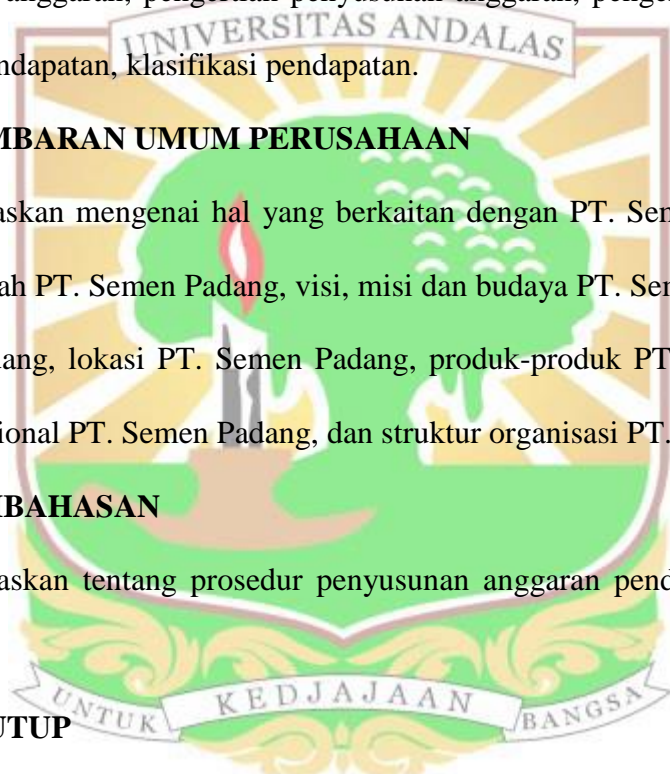 anggaran, pengertian penyusunan anggaran, penge
UNIVERSITAS ANDALAS
ndapatan, klasifikasi pendapatan.
MBARAN UMUM PERUSAHAAN
askan mengenai hal yang berkaitan dengan PT. Sem
ah PT. Semen Padang, visi, misi dan budaya PT. Sem
ang, lokasi PT. Semen Padang, produk-produk PT
ional PT. Semen Padang, dan struktur organisasi PT.
MBAHASAN
askan tentang prosedur penyusunan anggaran pend
UNTUK KEDJAJAAN BANGSA
UTUP